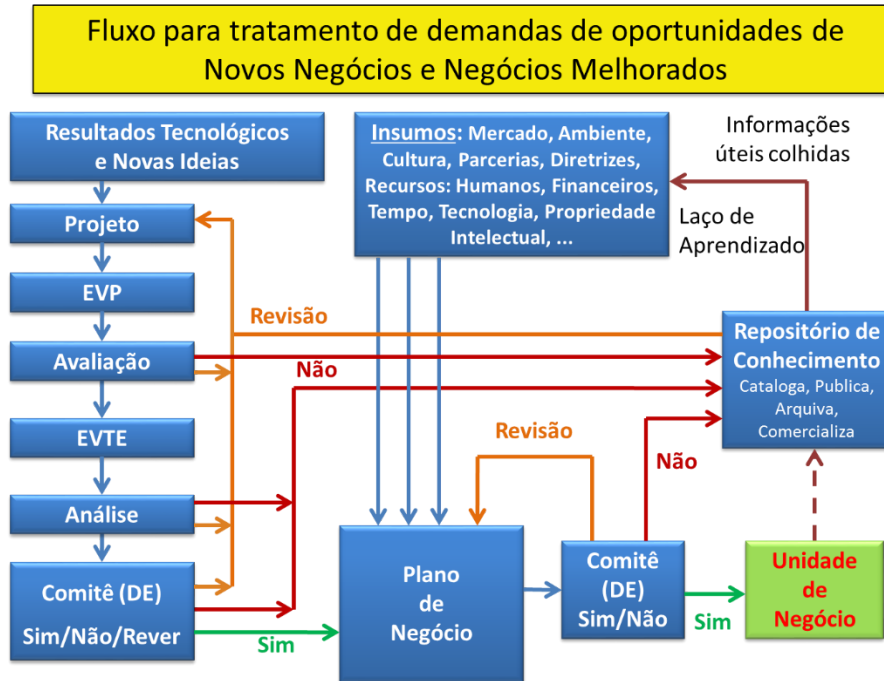 Fluxo para tratamento de demandas de oportunidades de
Novos Negócios e Negócios Melhorados
Resultados Tecnológicos
e Novas Ideias
Insumos: Mercado, Ambiente,
Cultura, Parcerias, Diretrizes,
Recursos: Humanos, Financeiros,
Tempo, Tecnologia, Propriedade
Intelectual, ...
Informações
úteis colhidas
Laço de
Aprendizado
Projeto
EVP
Revisão
Avaliação
Não
Repositório de
Conhecimento
Cataloga, Publica,
Arquiva,
Comercializa
EVTE
Revisão
Não
Análise
Comitê (DE)
Sim/Não/Rever
Sim
Plano
de
Negócio
Comitê
(DE)
Sim/Não
Sim
Unidade
de
Negócio